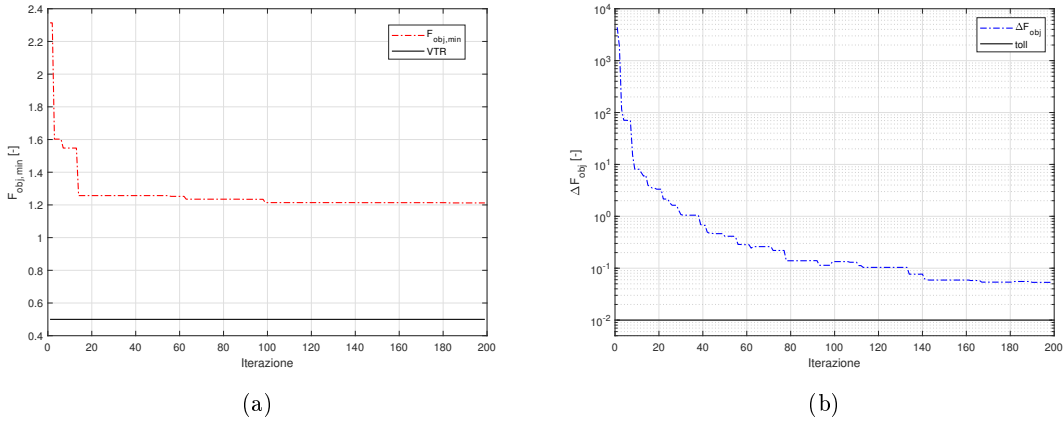 2.4
2.2
2
1.8
1.6
1.4
1.2
1
0.8
0.6
0.4
F_obj,min [-]
0 20 40 60 80 100 120 140 160 180 200
Iterazione
F_obj,min
VTR
(a)
10^4
10^3
10^2
10^1
10^0
10^-1
10^-2
ΔF_obj [-]
0 20 40 60 80 100 120 140 160 180 200
Iterazione
ΔF_obj
toll
(b)